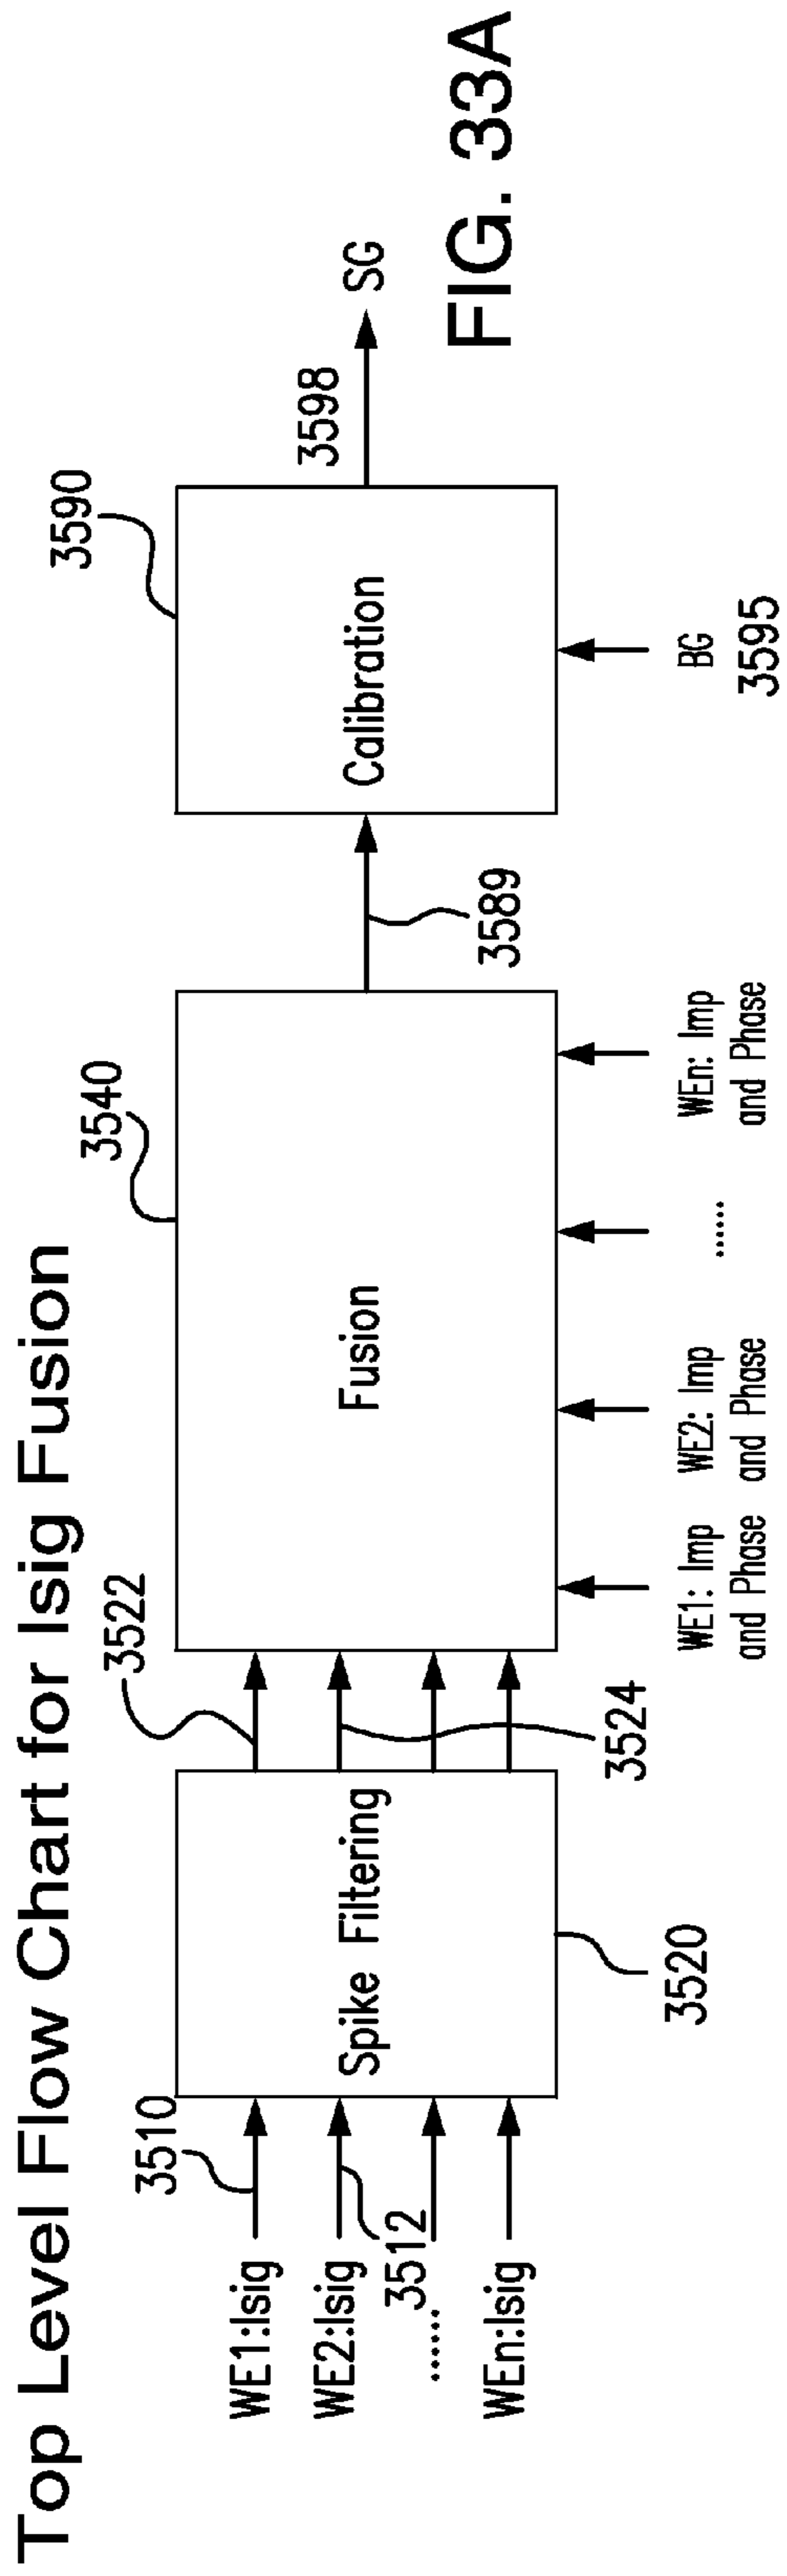 Top Level Flow Chart for Isig Fusion
WE1:Isig
WE2:Isig
......
WEn:Isig
3510
3512
Spike Filtering
3520
3522
3524
Fusion
3540
WE1: Imp
and Phase
WE2: Imp
and Phase
......
WEn: Imp
and Phase
3589
Calibration
3590
BG
3595
3598
SG
FIG. 33A